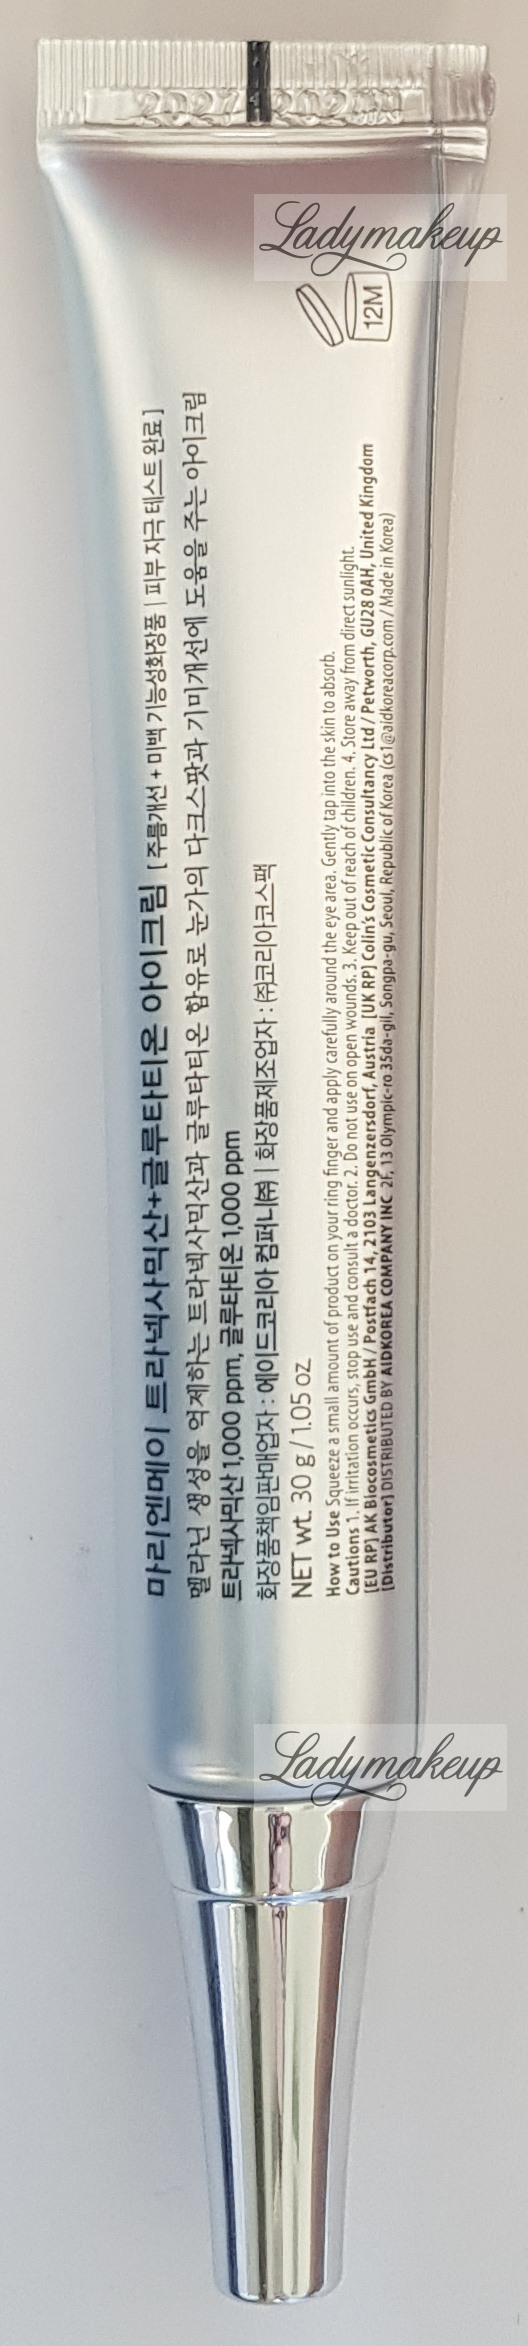 Ladymakeup
12M
마리엔메이 트라넥사믹산+글루타티온 아이크림 [ 주름개선 + 미백 기능성화장품 | 피부 자극 테스트 완료 ]
멜라닌 생성을 억제하는 트라넥사믹산과 글루타티온 함유로 눈가의 다크스팟과 기미개선에 도움을 주는 아이크림
트라넥사믹산 1,000 ppm, 글루타티온 1,000 ppm
화장품책임판매업자 : 에이드코리아 컴퍼니㈜ | 화장품제조업자 : (주)코리아코스팩
NET wt. 30 g / 1.05 oz
How to Use Squeeze a small amount of product on your ring finger and apply carefully around the eye area. Gently tap into the skin to absorb.
Cautions 1. If irritation occurs, stop use and consult a doctor. 2. Do not use on open wounds. 3. Keep out of reach of children. 4. Store away from direct sunlight.
[EU RP] AK Biocosmetics GmbH / Postfach 14, 2103 Langenzersdorf, Austria [UK RP] Colin's Cosmetic Consultancy Ltd / Petworth, GU28 0AH, United Kingdom
[Distributor] DISTRIBUTED BY AIDKOREA COMPANY INC 2F, 13 Olympic-ro 35da-gil, Songpa-gu, Seoul, Republic of Korea (cs1@aidkoreacorp.com / Made in Korea)
Ladymakeup